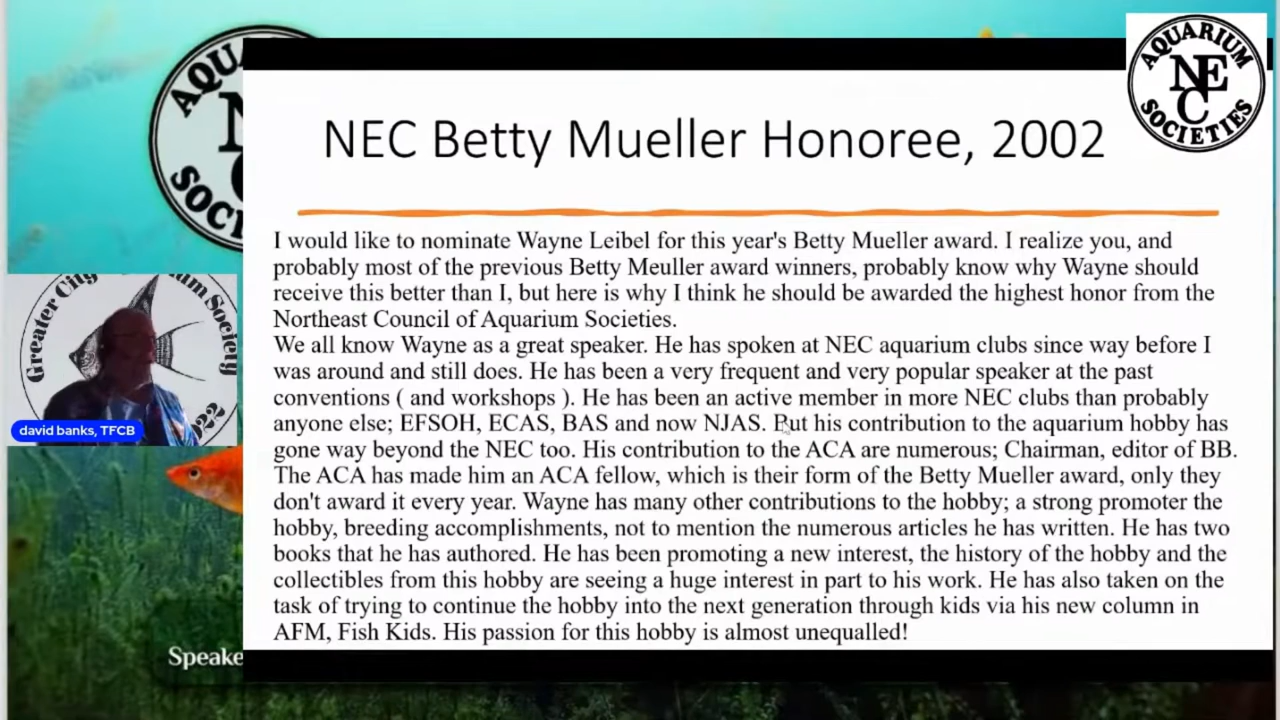 AQUARIUM
NE
C
SOCIETIES
NEC Betty Mueller Honoree, 2002
I would like to nominate Wayne Leibel for this year's Betty Mueller award. I realize you, and
probably most of the previous Betty Meuller award winners, probably know why Wayne should
receive this better than I, but here is why I think he should be awarded the highest honor from the
Northeast Council of Aquarium Societies.
We all know Wayne as a great speaker. He has spoken at NEC aquarium clubs since way before I
was around and still does. He has been a very frequent and very popular speaker at the past
conventions ( and workshops ). He has been an active member in more NEC clubs than probably
anyone else; EFSOH, ECAS, BAS and now NJAS. But his contribution to the aquarium hobby has
gone way beyond the NEC too. His contribution to the ACA are numerous; Chairman, editor of BB.
The ACA has made him an ACA fellow, which is their form of the Betty Mueller award, only they
don't award it every year. Wayne has many other contributions to the hobby; a strong promoter the
hobby, breeding accomplishments, not to mention the numerous articles he has written. He has two
books that he has authored. He has been promoting a new interest, the history of the hobby and the
collectibles from this hobby are seeing a huge interest in part to his work. He has also taken on the
task of trying to continue the hobby into the next generation through kids via his new column in
AFM, Fish Kids. His passion for this hobby is almost unequalled!
AQU
SOCI
Greater City
ium Society
22
david banks, TFCB
Speake